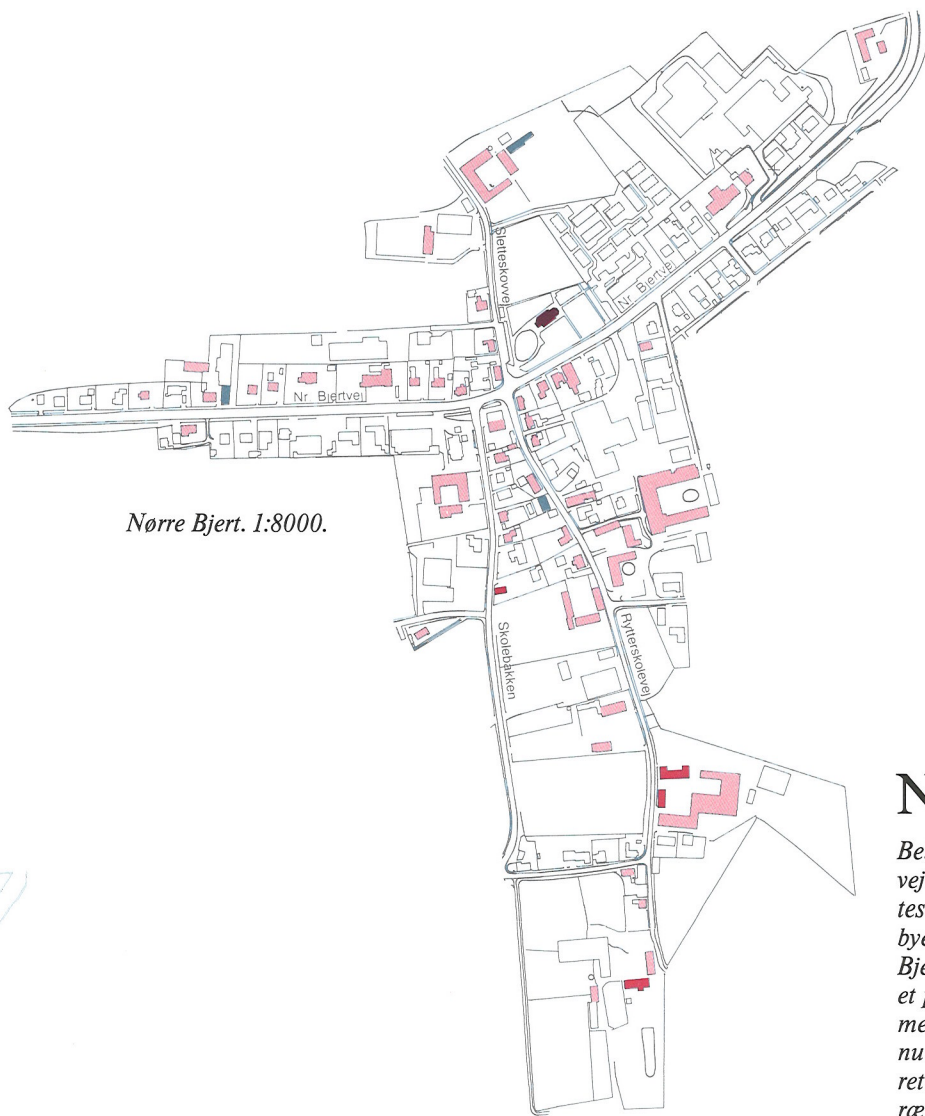 Sletteskovvej
Nr. Bjertvej
Nr. Bjertvej
Nørre Bjert. 1:8000.
Skolebakken
Rytterskolevej
N
Be
vej
tes
bye
Bje
et
me
nu
ret
ræ